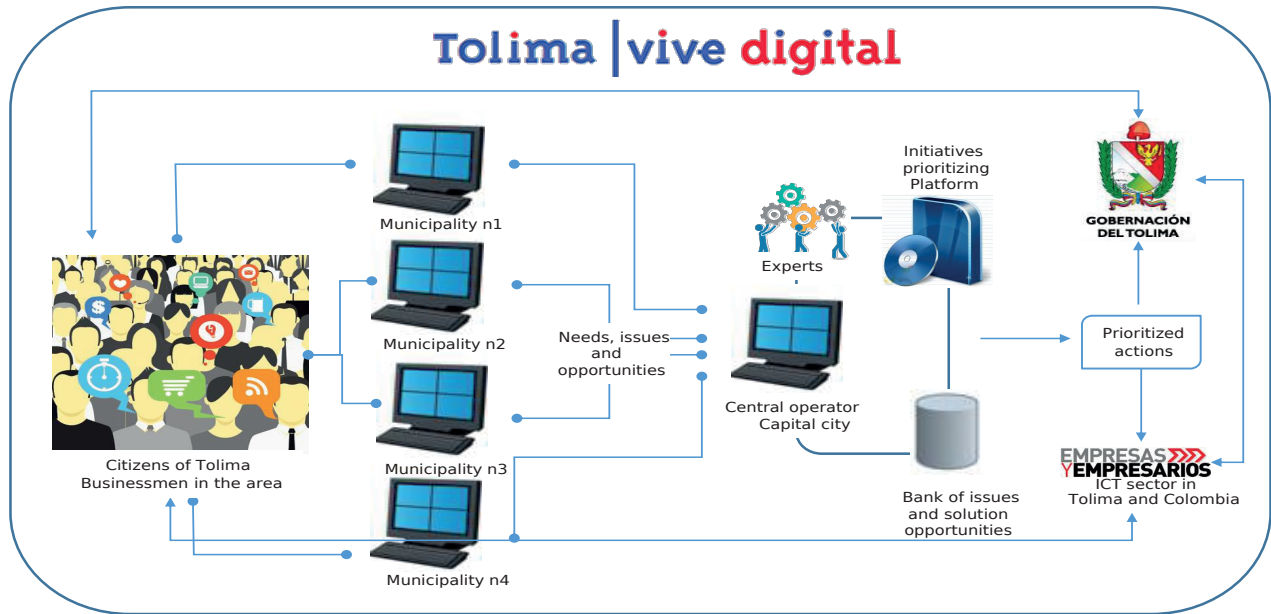 Tolima | vive digital
Municipality n1
Municipality n2
Municipality n3
Municipality n4
Citizens of Tolima
Businessmen in the area
Needs, issues
and
opportunities
Experts
Initiatives
prioritizing
Platform
Central operator
Capital city
Bank of issues
and solution
opportunities
Prioritized
actions
GOBERNACIÓN
DEL TOLIMA
EMPRESAS
Y EMPRESARIOS
ICT sector in
Tolima and Colombia